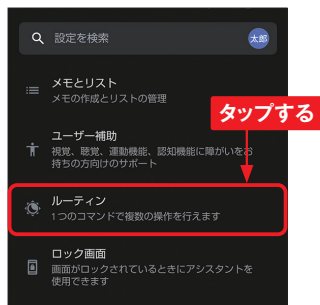 設定を検索
太郎
メモとリスト
メモの作成とリストの管理
タップする
ユーザー補助
視覚、聴覚、運動機能、認知機能に障がいをお
持ちの方向けのサポート
ルーティン
1つのコマンドで複数の操作を行えます
ロック画面
画面がロックされているときにアシスタントを
使用できます